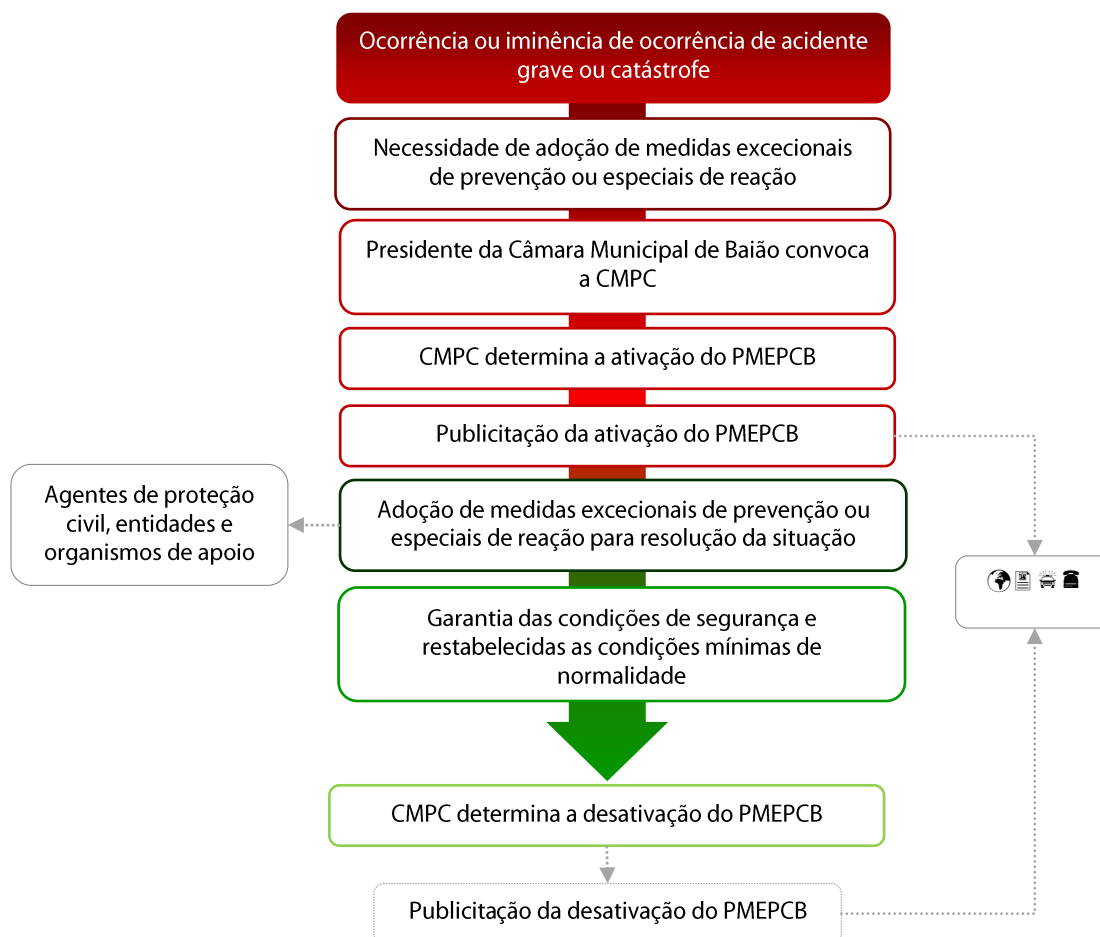 Ocorrência ou iminência de ocorrência de acidente
grave ou catástrofe
Necessidade de adoção de medidas excecionais
de prevenção ou especiais de reação
Presidente da Câmara Municipal de Baião convoca
a CMPC
CMPC determina a ativação do PMEPCB
Publicitação da ativação do PMEPCB
Agentes de proteção
civil, entidades e
organismos de apoio
Adoção de medidas excecionais de prevenção ou
especiais de reação para resolução da situação
Garantia das condições de segurança e
restabelecidas as condições mínimas de
normalidade
CMPC determina a desativação do PMEPCB
Publicitação da desativação do PMEPCB